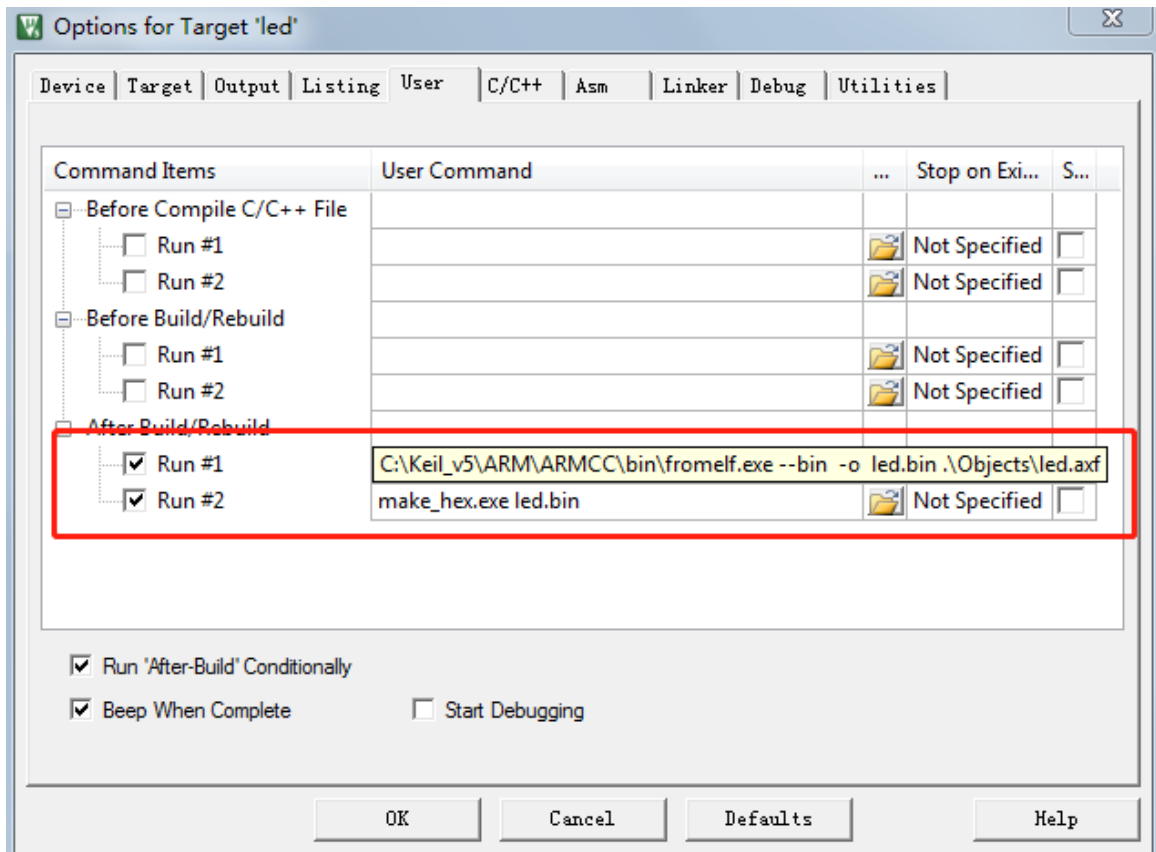 Options for Target 'led'
Device Target Output Listing User C/C++ Asm Linker Debug Utilities
Command Items User Command ... Stop on Exi... S...
Before Compile C/C++ File
Run #1 Not Specified
Run #2 Not Specified
Before Build/Rebuild
Run #1 Not Specified
Run #2 Not Specified
After Build/Rebuild
Run #1 C:\Keil_v5\ARM\ARMCC\bin\fromelf.exe --bin -o led.bin .\Objects\led.axf
Run #2 make_hex.exe led.bin Not Specified
Run 'After-Build' Conditionally
Beep When Complete Start Debugging
OK Cancel Defaults Help